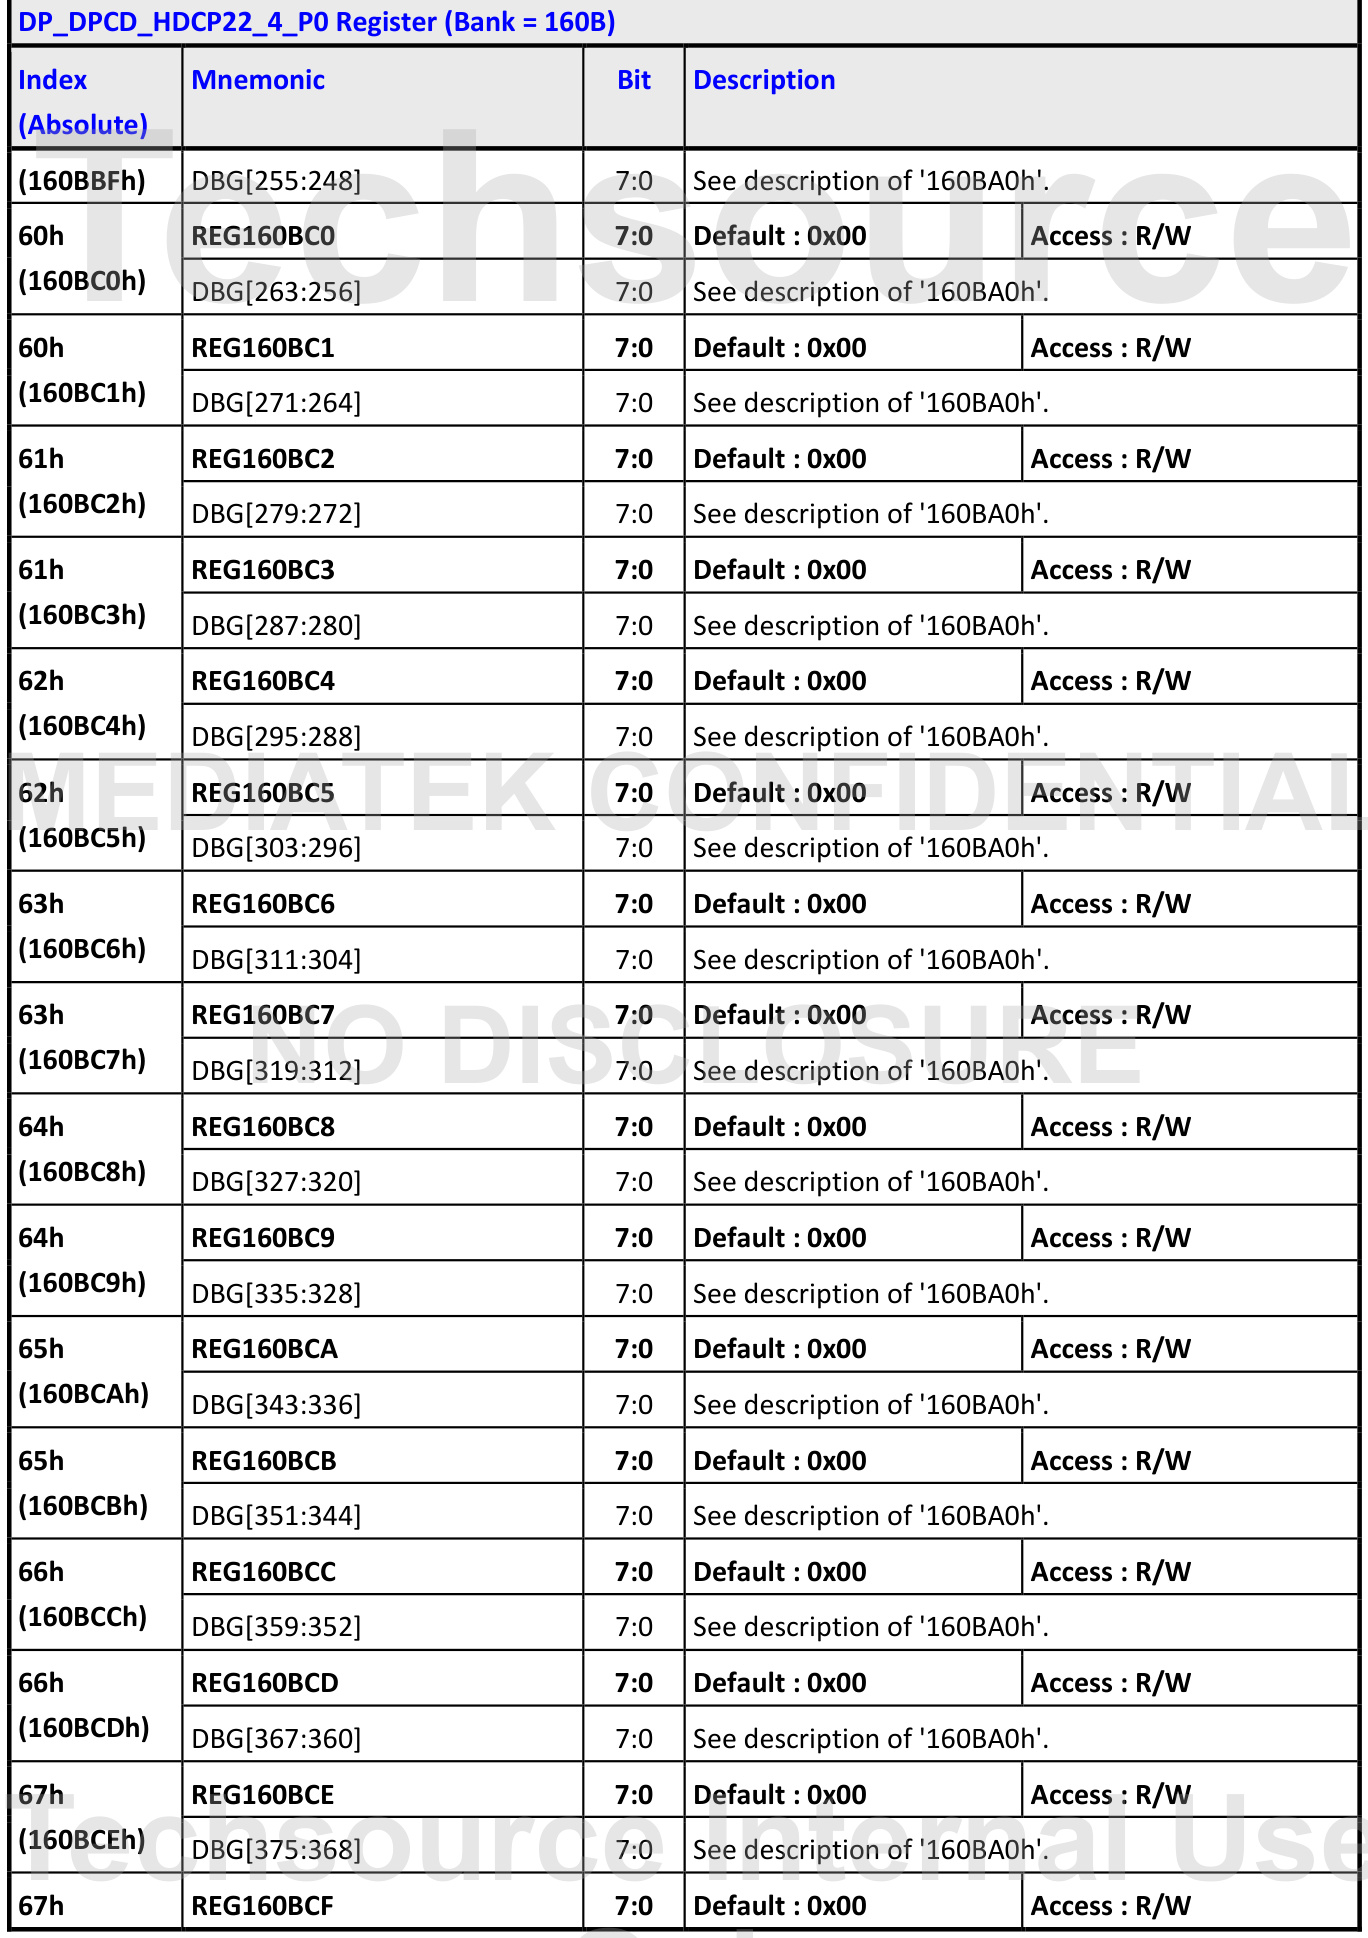 DP_DPCD_HDCP22_4_P0 Register (Bank = 160B)
Index Mnemonic Bit Description
(Absolute)
(160BBFh) DBG[255:248] 7:0 See description of '160BA0h'.
60h REG160BC0 7:0 Default : 0x00 Access : R/W
(160BC0h) DBG[263:256] 7:0 See description of '160BA0h'.
60h REG160BC1 7:0 Default : 0x00 Access : R/W
(160BC1h) DBG[271:264] 7:0 See description of '160BA0h'.
61h REG160BC2 7:0 Default : 0x00 Access : R/W
(160BC2h) DBG[279:272] 7:0 See description of '160BA0h'.
61h REG160BC3 7:0 Default : 0x00 Access : R/W
(160BC3h) DBG[287:280] 7:0 See description of '160BA0h'.
62h REG160BC4 7:0 Default : 0x00 Access : R/W
(160BC4h) DBG[295:288] 7:0 See description of '160BA0h'.
62h REG160BC5 7:0 Default : 0x00 Access : R/W
(160BC5h) DBG[303:296] 7:0 See description of '160BA0h'.
63h REG160BC6 7:0 Default : 0x00 Access : R/W
(160BC6h) DBG[311:304] 7:0 See description of '160BA0h'.
63h REG160BC7 7:0 Default : 0x00 Access : R/W
(160BC7h) DBG[319:312] 7:0 See description of '160BA0h'.
64h REG160BC8 7:0 Default : 0x00 Access : R/W
(160BC8h) DBG[327:320] 7:0 See description of '160BA0h'.
64h REG160BC9 7:0 Default : 0x00 Access : R/W
(160BC9h) DBG[335:328] 7:0 See description of '160BA0h'.
65h REG160BCA 7:0 Default : 0x00 Access : R/W
(160BCAh) DBG[343:336] 7:0 See description of '160BA0h'.
65h REG160BCB 7:0 Default : 0x00 Access : R/W
(160BCBh) DBG[351:344] 7:0 See description of '160BA0h'.
66h REG160BCC 7:0 Default : 0x00 Access : R/W
(160BCCh) DBG[359:352] 7:0 See description of '160BA0h'.
66h REG160BCD 7:0 Default : 0x00 Access : R/W
(160BCDh) DBG[367:360] 7:0 See description of '160BA0h'.
67h REG160BCE 7:0 Default : 0x00 Access : R/W
(160BCEh) DBG[375:368] 7:0 See description of '160BA0h'.
67h REG160BCF 7:0 Default : 0x00 Access : R/W
Techsource
MEDIATEK CONFIDENTIAL
NO DISCLOSURE
Techsource Internal Use